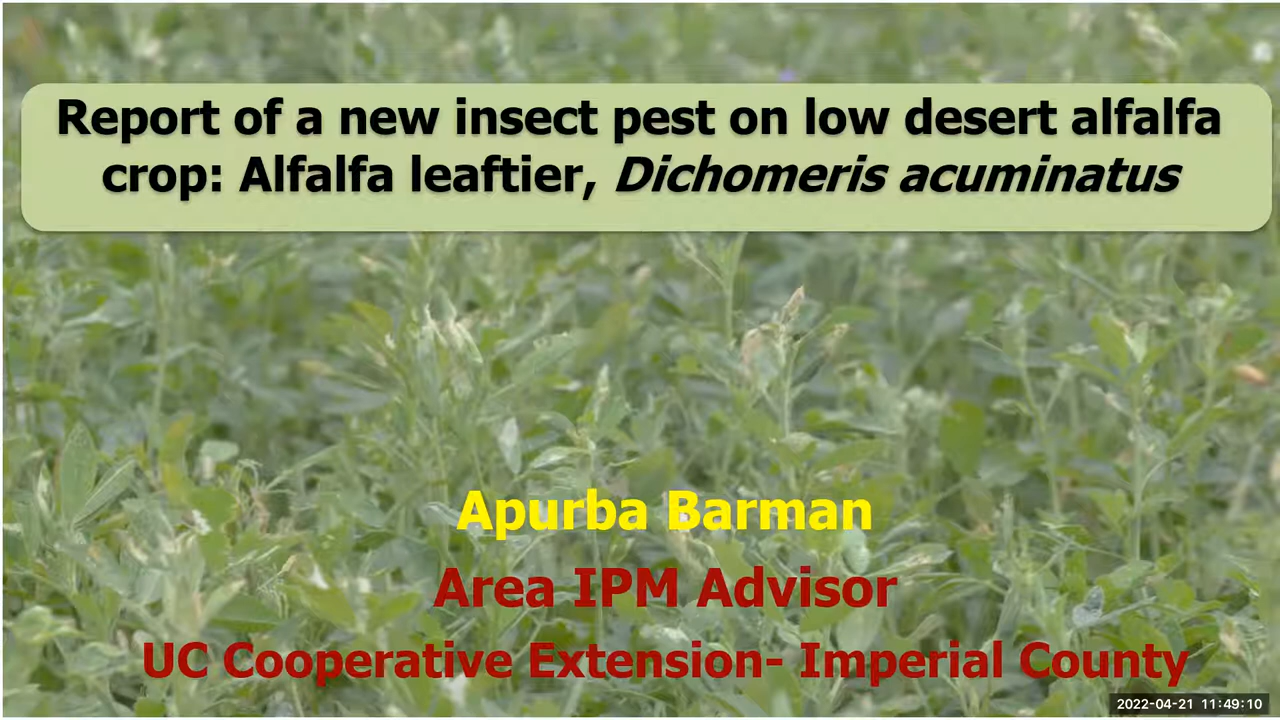 Report of a new insect pest on low desert alfalfa
crop: Alfalfa leaftier, Dichomeris acuminatus
Apurba Barman
Area IPM Advisor
UC Cooperative Extension- Imperial County
2022-04-21 11:49:10